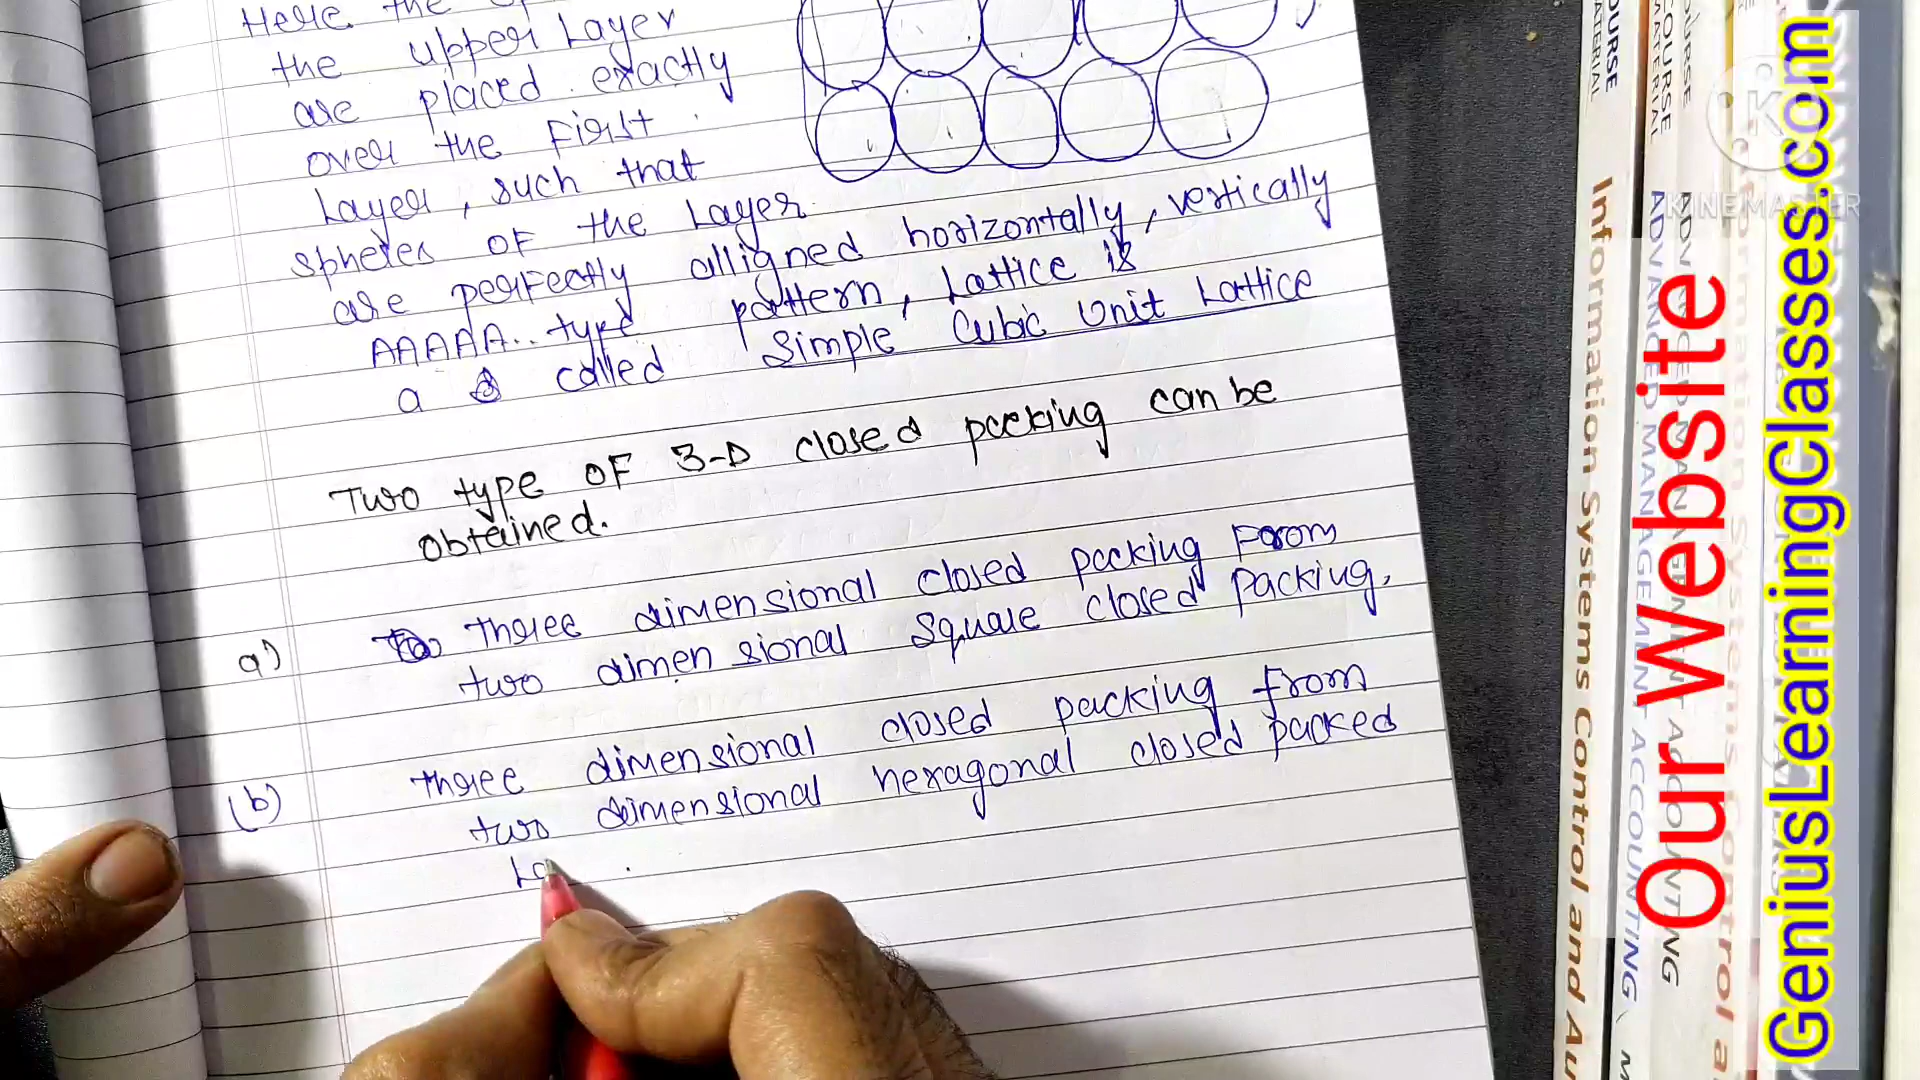 Here the
the upper Layer
are placed exactly
over the First
Layer, such that
spheres OF the Layer
are perfectly alligned horizontally, vertically
AAAAA.. type pattern, Lattice is
a called Simple Cubic Unit Lattice
Two type OF 3-D closed packing can be
obtained.
a) three dimensional closed packing From
two dimensional square closed packing,
(b) three dimensional closed packing from
two dimensional hexagonal closed packed
La
Our Website
GeniusLearningClasses.com
KINEMASTER
Information Systems Control and Au
ADVANCED MANAGEMENT ACCOUNTING
COURSE
MATERIAL